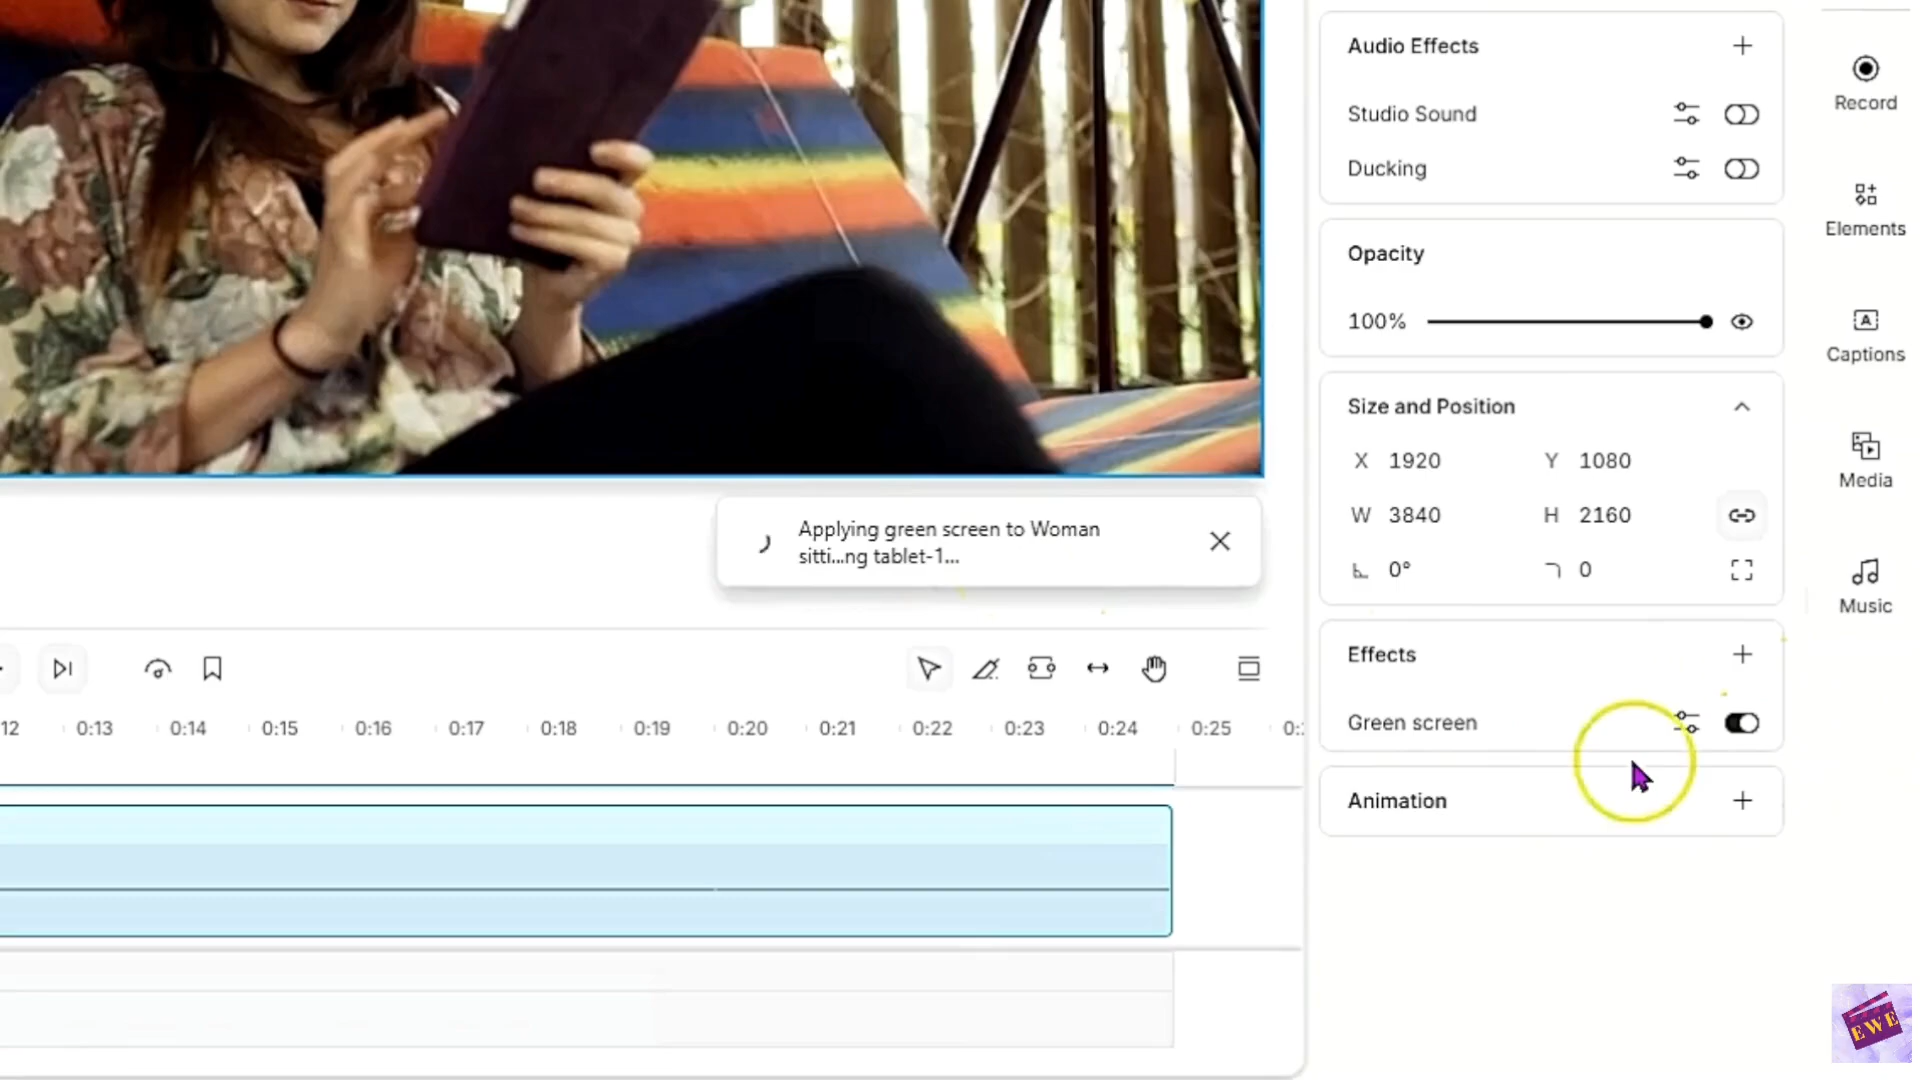 Audio Effects
Studio Sound
Ducking
Opacity
100%
Size and Position
X 1920 Y 1080
W 3840 H 2160
0° 0
Effects
Green screen
Animation
Record
Elements
A
Captions
Media
Music
Applying green screen to Woman
sitti...ng tablet-1...
12 0:13 0:14 0:15 0:16 0:17 0:18 0:19 0:20 0:21 0:22 0:23 0:24 0:25 0:
EWE